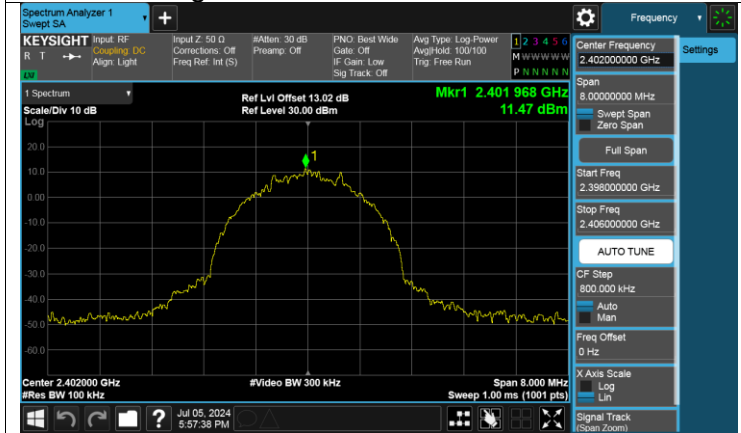 Spectrum Analyzer 1
Swept SA
+
Frequency
KEYSIGHT
R T
LXI
Input: RF
Coupling: DC
Align: Light
Input Z: 50 Ω
Corrections: Off
Freq Ref: Int (S)
#Atten: 30 dB
Preamp: Off
PNO: Best Wide
Gate: Off
IF Gain: Low
Sig Track: Off
Avg Type: Log-Power
Avg|Hold: 100/100
Trig: Free Run
1 2 3 4 5 6
M W W W W W
P N N N N N
1 Spectrum
Scale/Div 10 dB
Log
Ref Lvl Offset 13.02 dB
Ref Level 30.00 dBm
Mkr1 2.401 968 GHz
11.47 dBm
1
20.0
10.0
0.00
-10.0
-20.0
-30.0
-40.0
-50.0
-60.0
Center 2.402000 GHz
#Res BW 100 kHz
#Video BW 300 kHz
Span 8.000 MHz
Sweep 1.00 ms (1001 pts)
Center Frequency
2.402000000 GHz
Settings
Span
8.00000000 MHz
Swept Span
Zero Span
Full Span
Start Freq
2.398000000 GHz
Stop Freq
2.406000000 GHz
AUTO TUNE
CF Step
800.000 kHz
Auto
Man
Freq Offset
0 Hz
X Axis Scale
Log
Lin
Signal Track
(Span Zoom)
?
Jul 05, 2024
5:57:38 PM